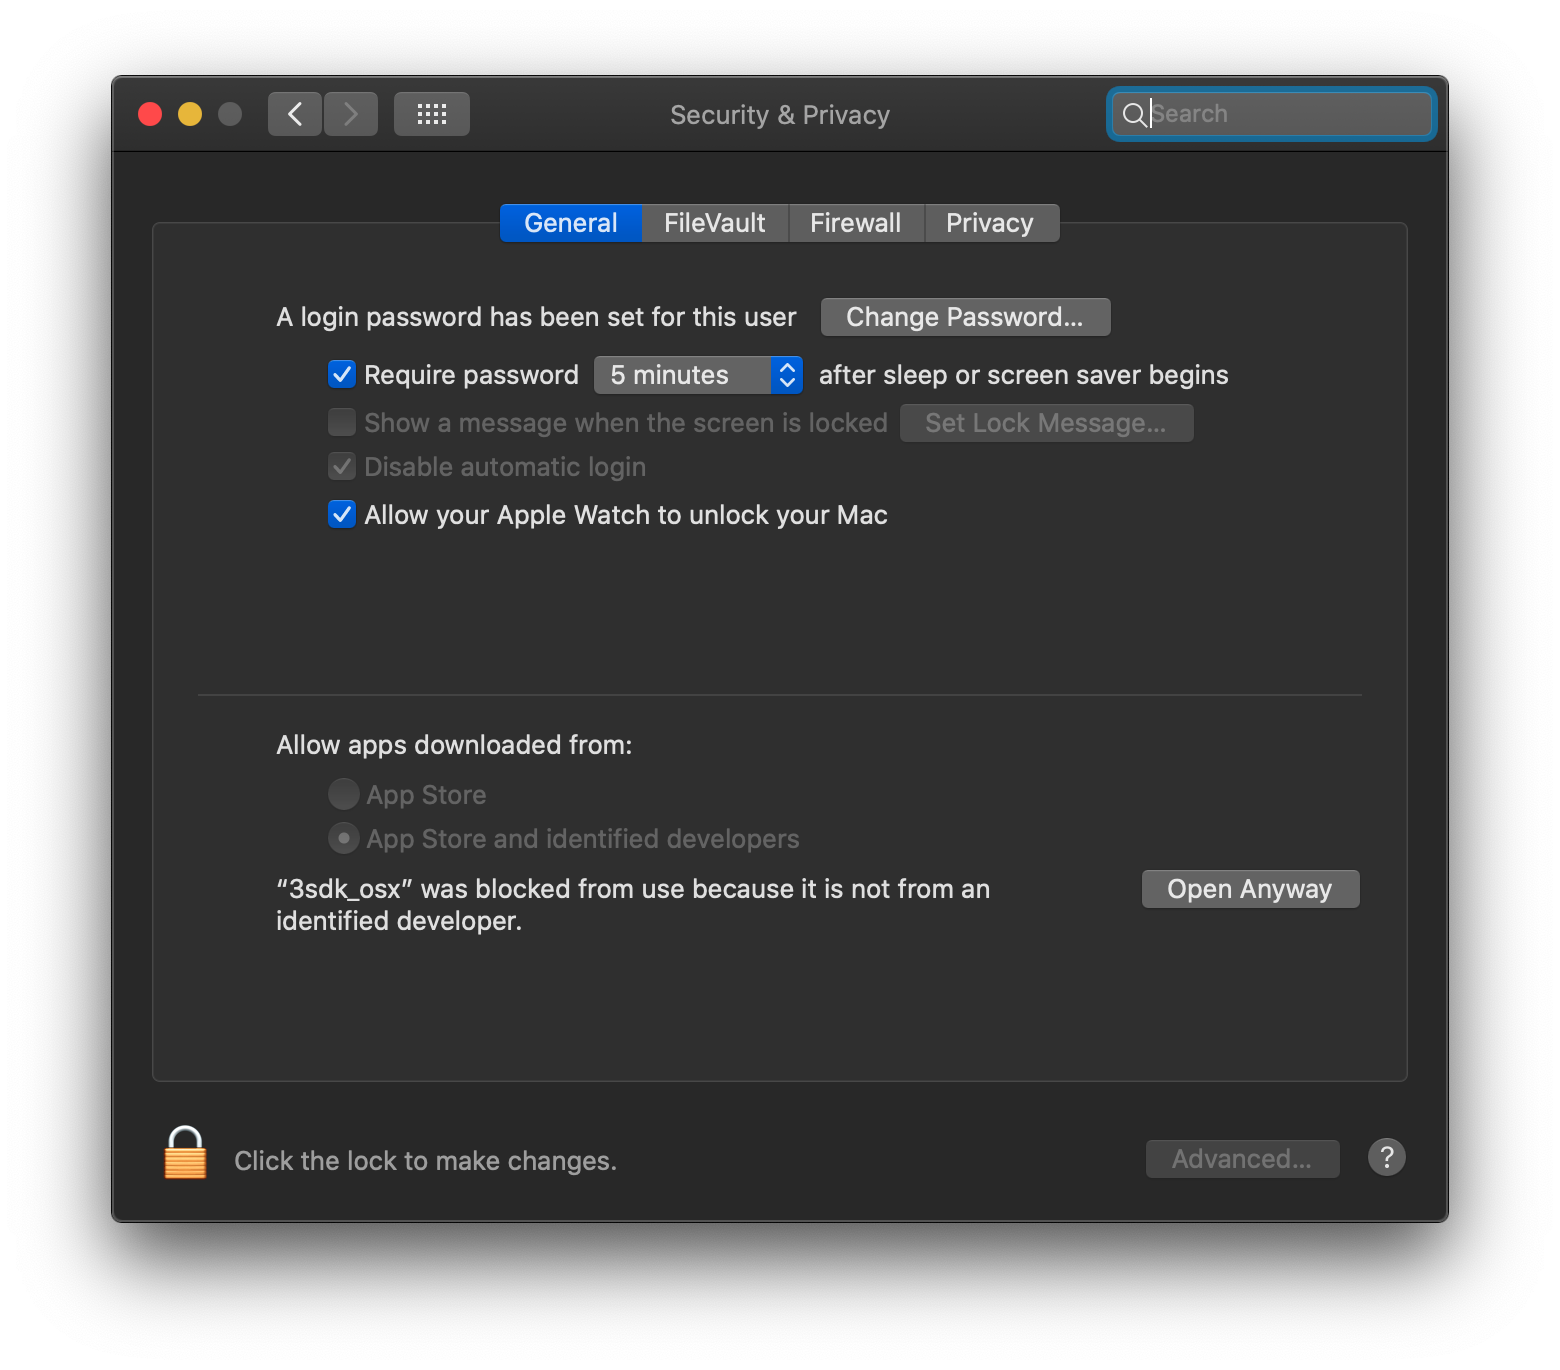 Security & Privacy
Search
General FileVault Firewall Privacy
A login password has been set for this user Change Password...
Require password 5 minutes after sleep or screen saver begins
Show a message when the screen is locked Set Lock Message...
Disable automatic login
Allow your Apple Watch to unlock your Mac
Allow apps downloaded from:
App Store
App Store and identified developers
“3sdk_osx” was blocked from use because it is not from an Open Anyway
identified developer.
Click the lock to make changes. Advanced... ?